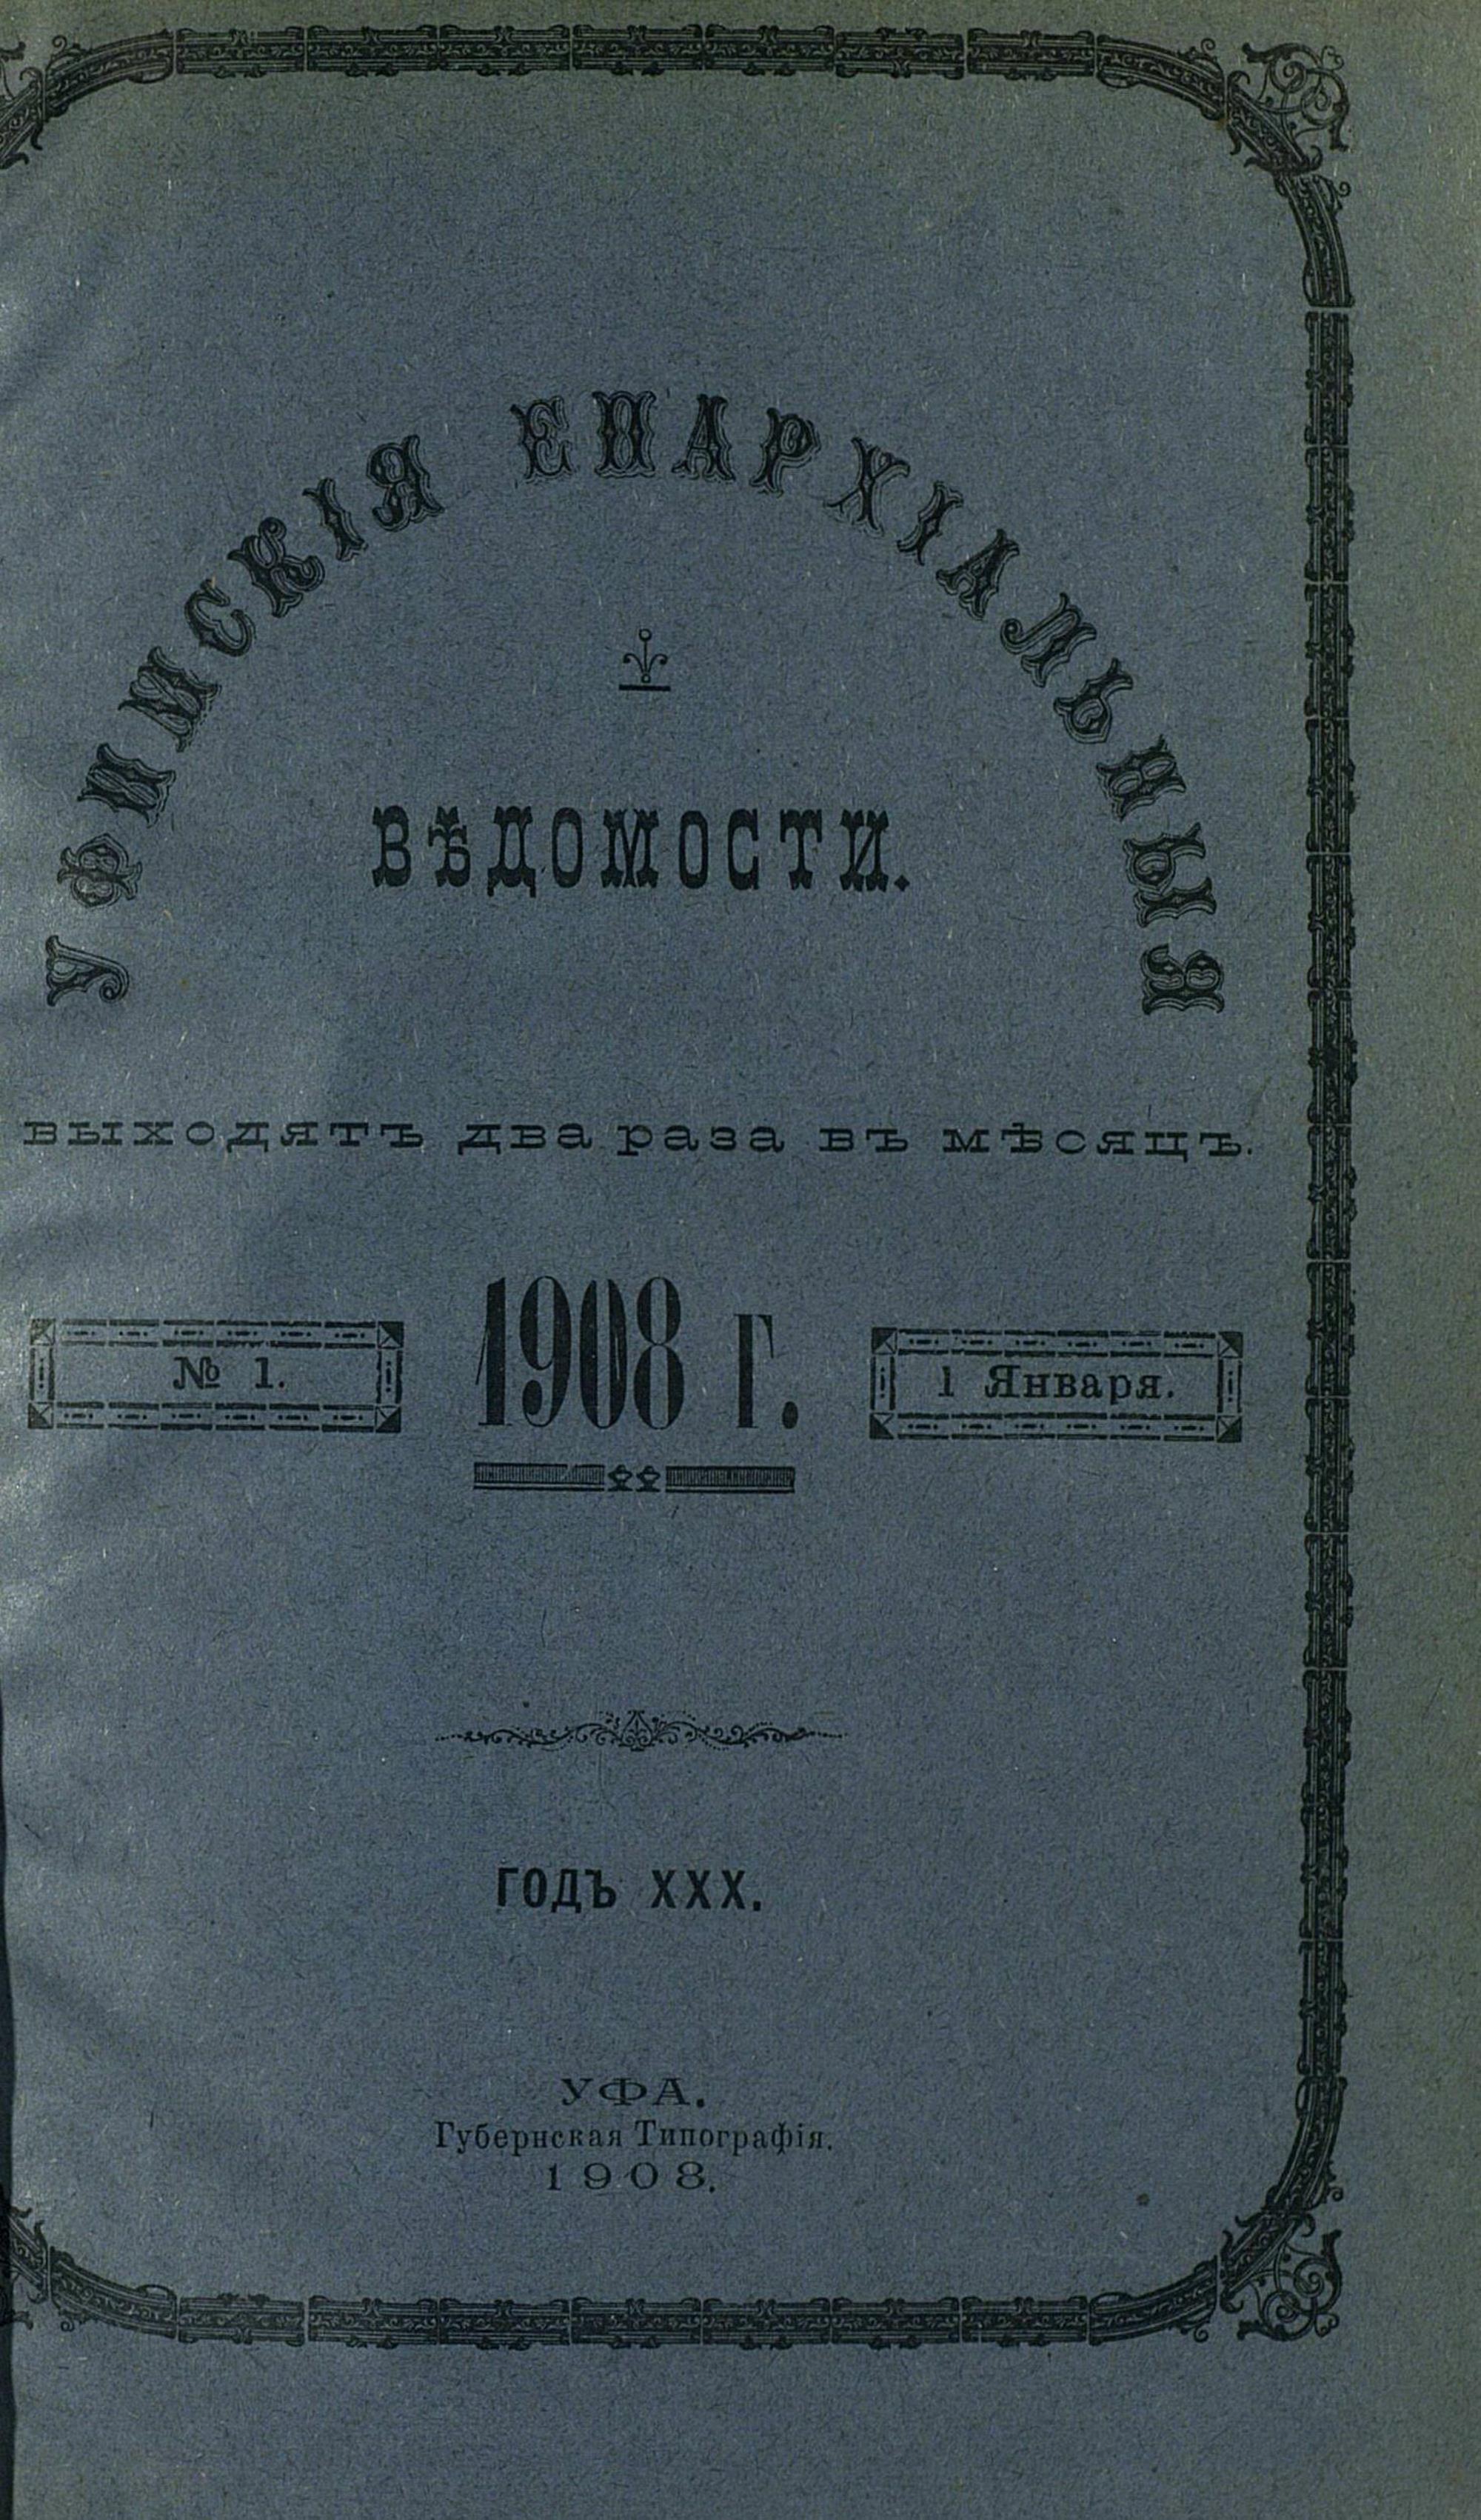 УФИМСКІЯ ЕПАРХІАЛЬНЫЯ
ВѢДОМОСТИ.
ВЫХОДЯТЪ ДВА РАЗА ВЪ МѢСЯЦЪ.
№ 1. 1908 Г. 1 Января.
ГОДЪ XXX.
УФА.
Губернская Типографія.
1908.